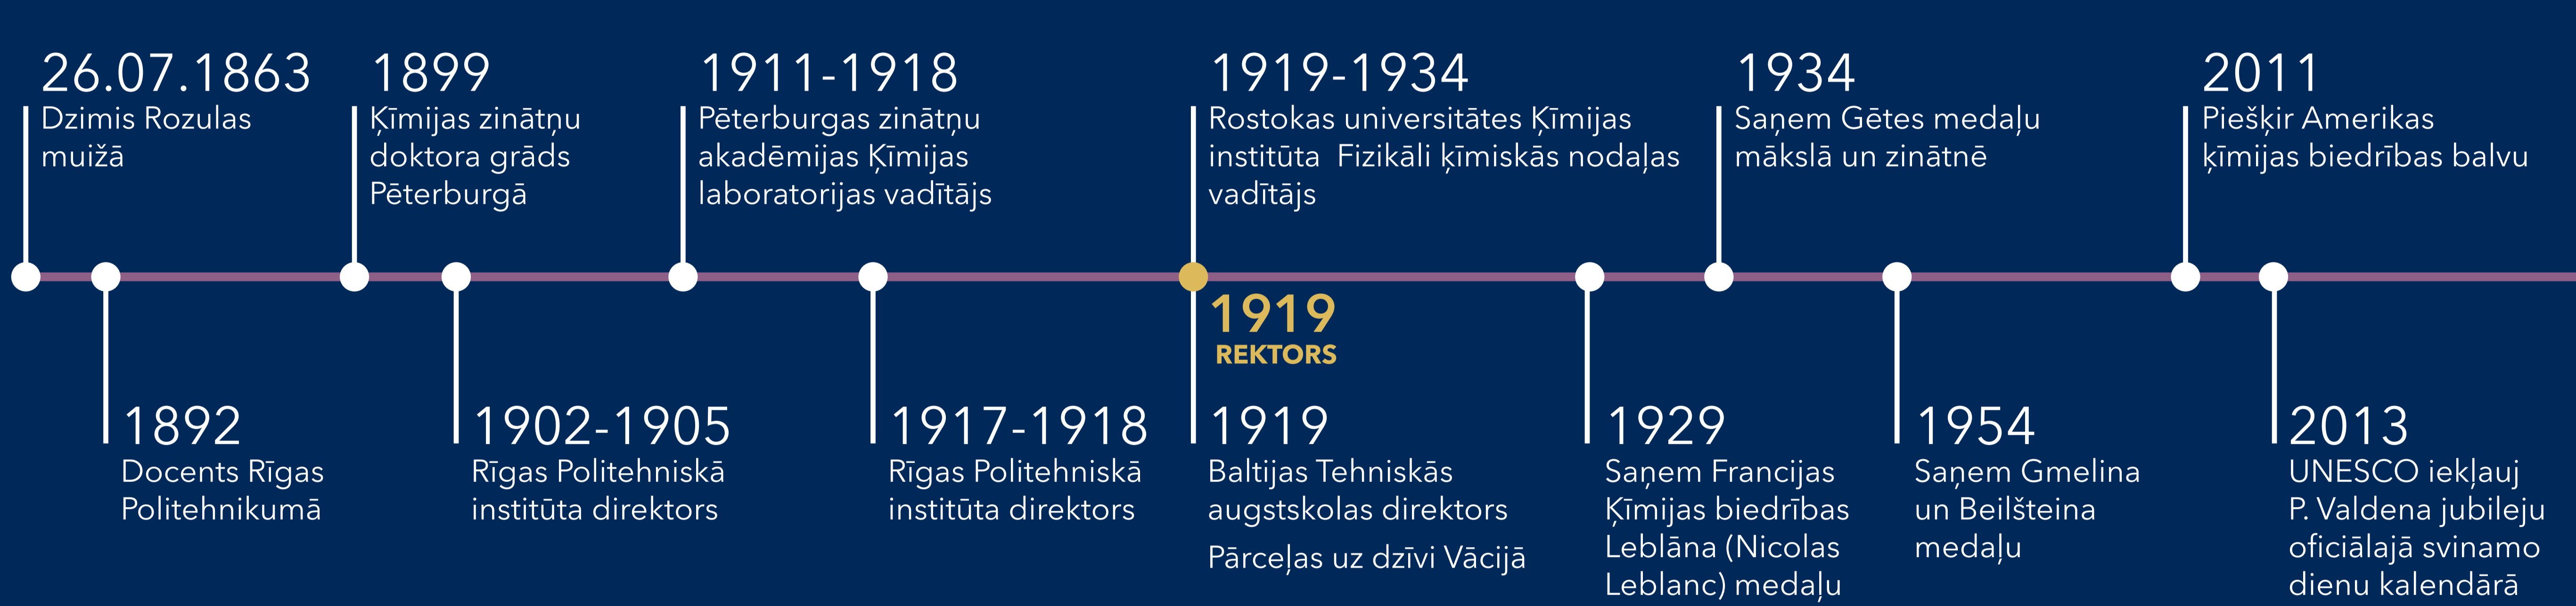 26.07.1863
Dzimis Rozulas
muižā
1899
Ķīmijas zinātņu
doktora grāds
Pēterburgā
1911-1918
Pēterburgas zinātņu
akadēmijas Ķīmijas
laboratorijas vadītājs
1919-1934
Rostokas universitātes Ķīmijas
institūta Fizikāli ķīmiskās nodaļas
vadītājs
1934
Saņem Gētes medaļu
mākslā un zinātnē
2011
Piešķir Amerikas
ķīmijas biedrības balvu
1892
Docents Rīgas
Politehnikumā
1902-1905
Rīgas Politehniskā
institūta direktors
1917-1918
Rīgas Politehniskā
institūta direktors
1919
REKTORS
1919
Baltijas Tehniskās
augstskolas direktors
Pārceļas uz dzīvi Vācijā
1929
Saņem Francijas
Ķīmijas biedrības
Leblāna (Nicolas
Leblanc) medaļu
1954
Saņem Gmelina
un Beilšteina
medaļu
2013
UNESCO iekļauj
P. Valdena jubileju
oficiālajā svinamo
dienu kalendārā